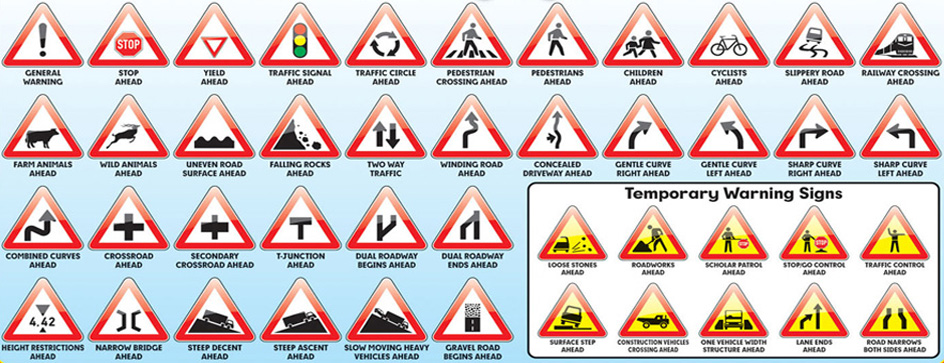 STOP
GENERAL
WARNING
STOP
AHEAD
YIELD
AHEAD
TRAFFIC SIGNAL
AHEAD
TRAFFIC CIRCLE
AHEAD
PEDESTRIAN
CROSSING AHEAD
PEDESTRIANS
AHEAD
CHILDREN
AHEAD
CYCLISTS
AHEAD
SLIPPERY ROAD
AHEAD
RAILWAY CROSSING
AHEAD
FARM ANIMALS
AHEAD
WILD ANIMALS
AHEAD
UNEVEN ROAD
SURFACE AHEAD
FALLING ROCKS
AHEAD
TWO WAY
TRAFFIC
WINDING ROAD
AHEAD
CONCEALED
DRIVEWAY AHEAD
GENTLE CURVE
RIGHT AHEAD
GENTLE CURVE
LEFT AHEAD
SHARP CURVE
RIGHT AHEAD
SHARP CURVE
LEFT AHEAD
COMBINED CURVES
AHEAD
CROSSROAD
AHEAD
SECONDARY
CROSSROAD AHEAD
T-JUNCTION
AHEAD
DUAL ROADWAY
BEGINS AHEAD
DUAL ROADWAY
ENDS AHEAD
4.42
HEIGHT RESTRICTIONS
AHEAD
NARROW BRIDGE
AHEAD
STEEP DECENT
AHEAD
STEEP ASCENT
AHEAD
SLOW MOVING HEAVY
VEHICLES AHEAD
GRAVEL ROAD
BEGINS AHEAD
Temporary Warning Signs
LOOSE STONES
AHEAD
ROADWORKS
AHEAD
STOP
SCHOLAR PATROL
AHEAD
STOP
STOP/GO CONTROL
AHEAD
TRAFFIC CONTROL
AHEAD
SURFACE STEP
AHEAD
CONSTRUCTION VEHICLES
CROSSING AHEAD
ONE VEHICLE WIDTH
STRUCTURE AHEAD
LANE ENDS
AHEAD
ROAD NARROWS
BOTH SIDES AHEAD